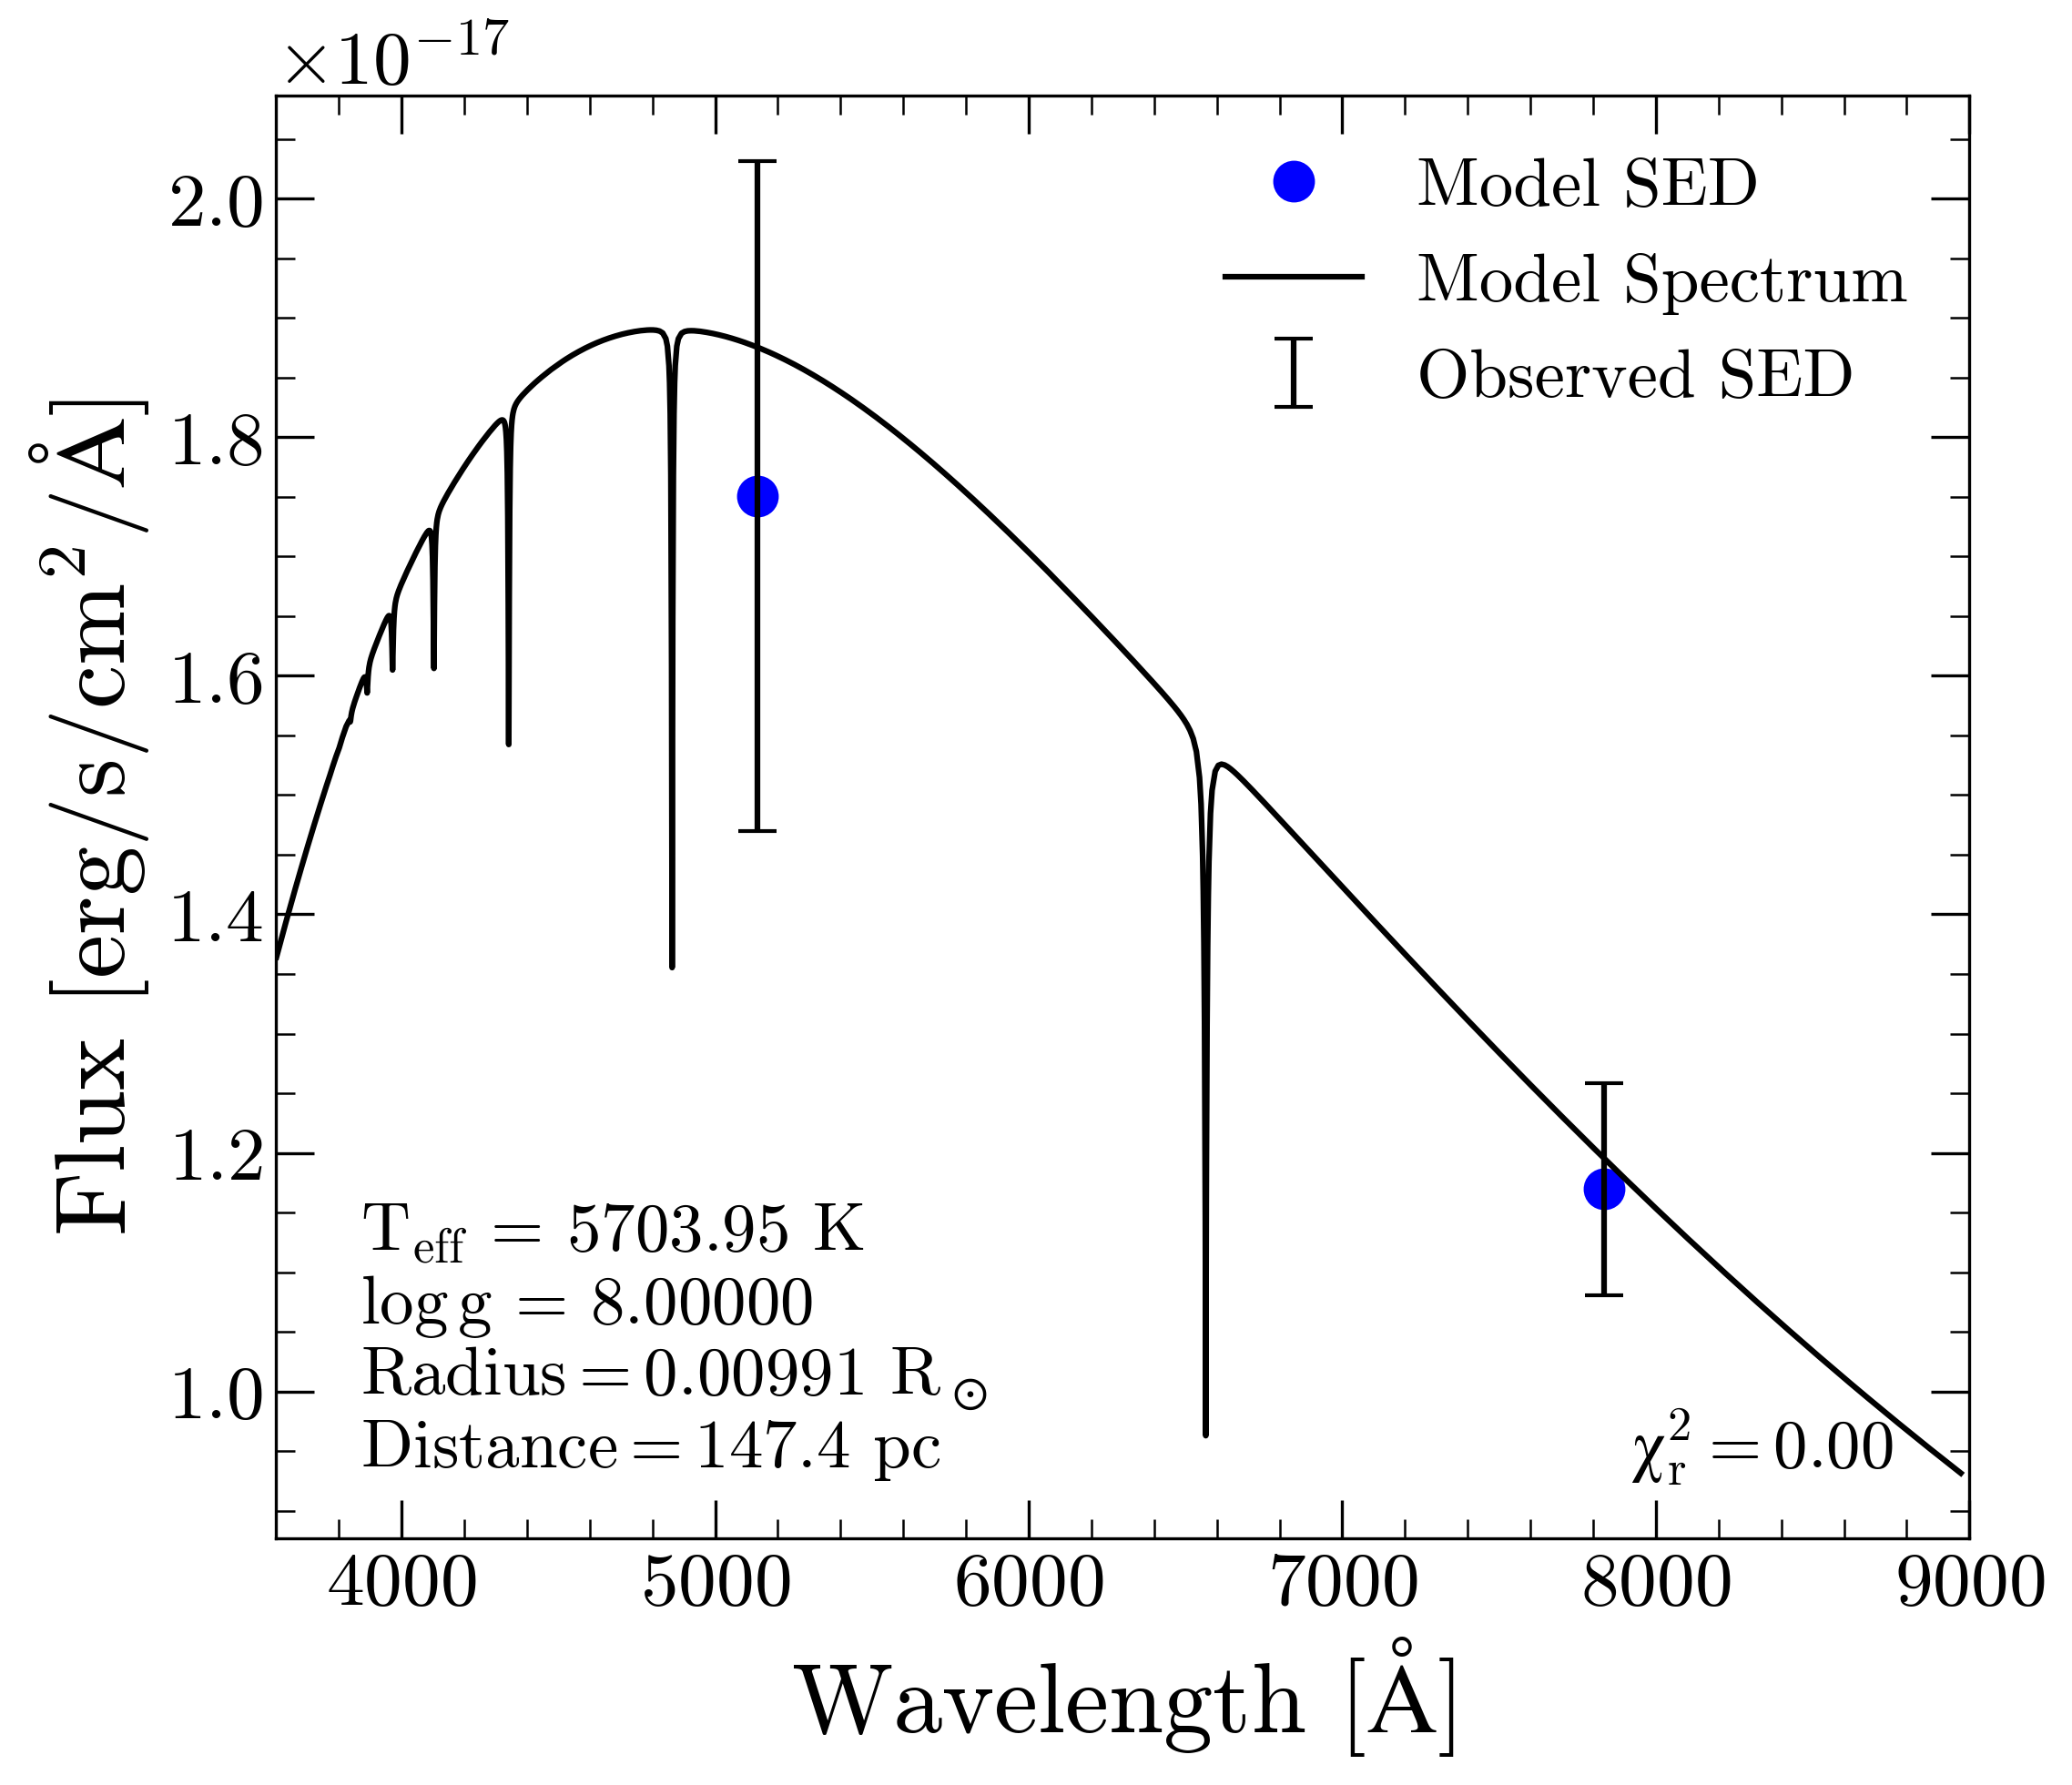 ×10⁻¹⁷
Flux [erg/s/cm²/Å]
2.0
1.8
1.6
1.4
1.2
1.0
Model SED
Model Spectrum
Observed SED
T_eff = 5703.95 K
log g = 8.00000
Radius = 0.00991 R_⊙
Distance = 147.4 pc
χ²_r = 0.00
4000 5000 6000 7000 8000 9000
Wavelength [Å]